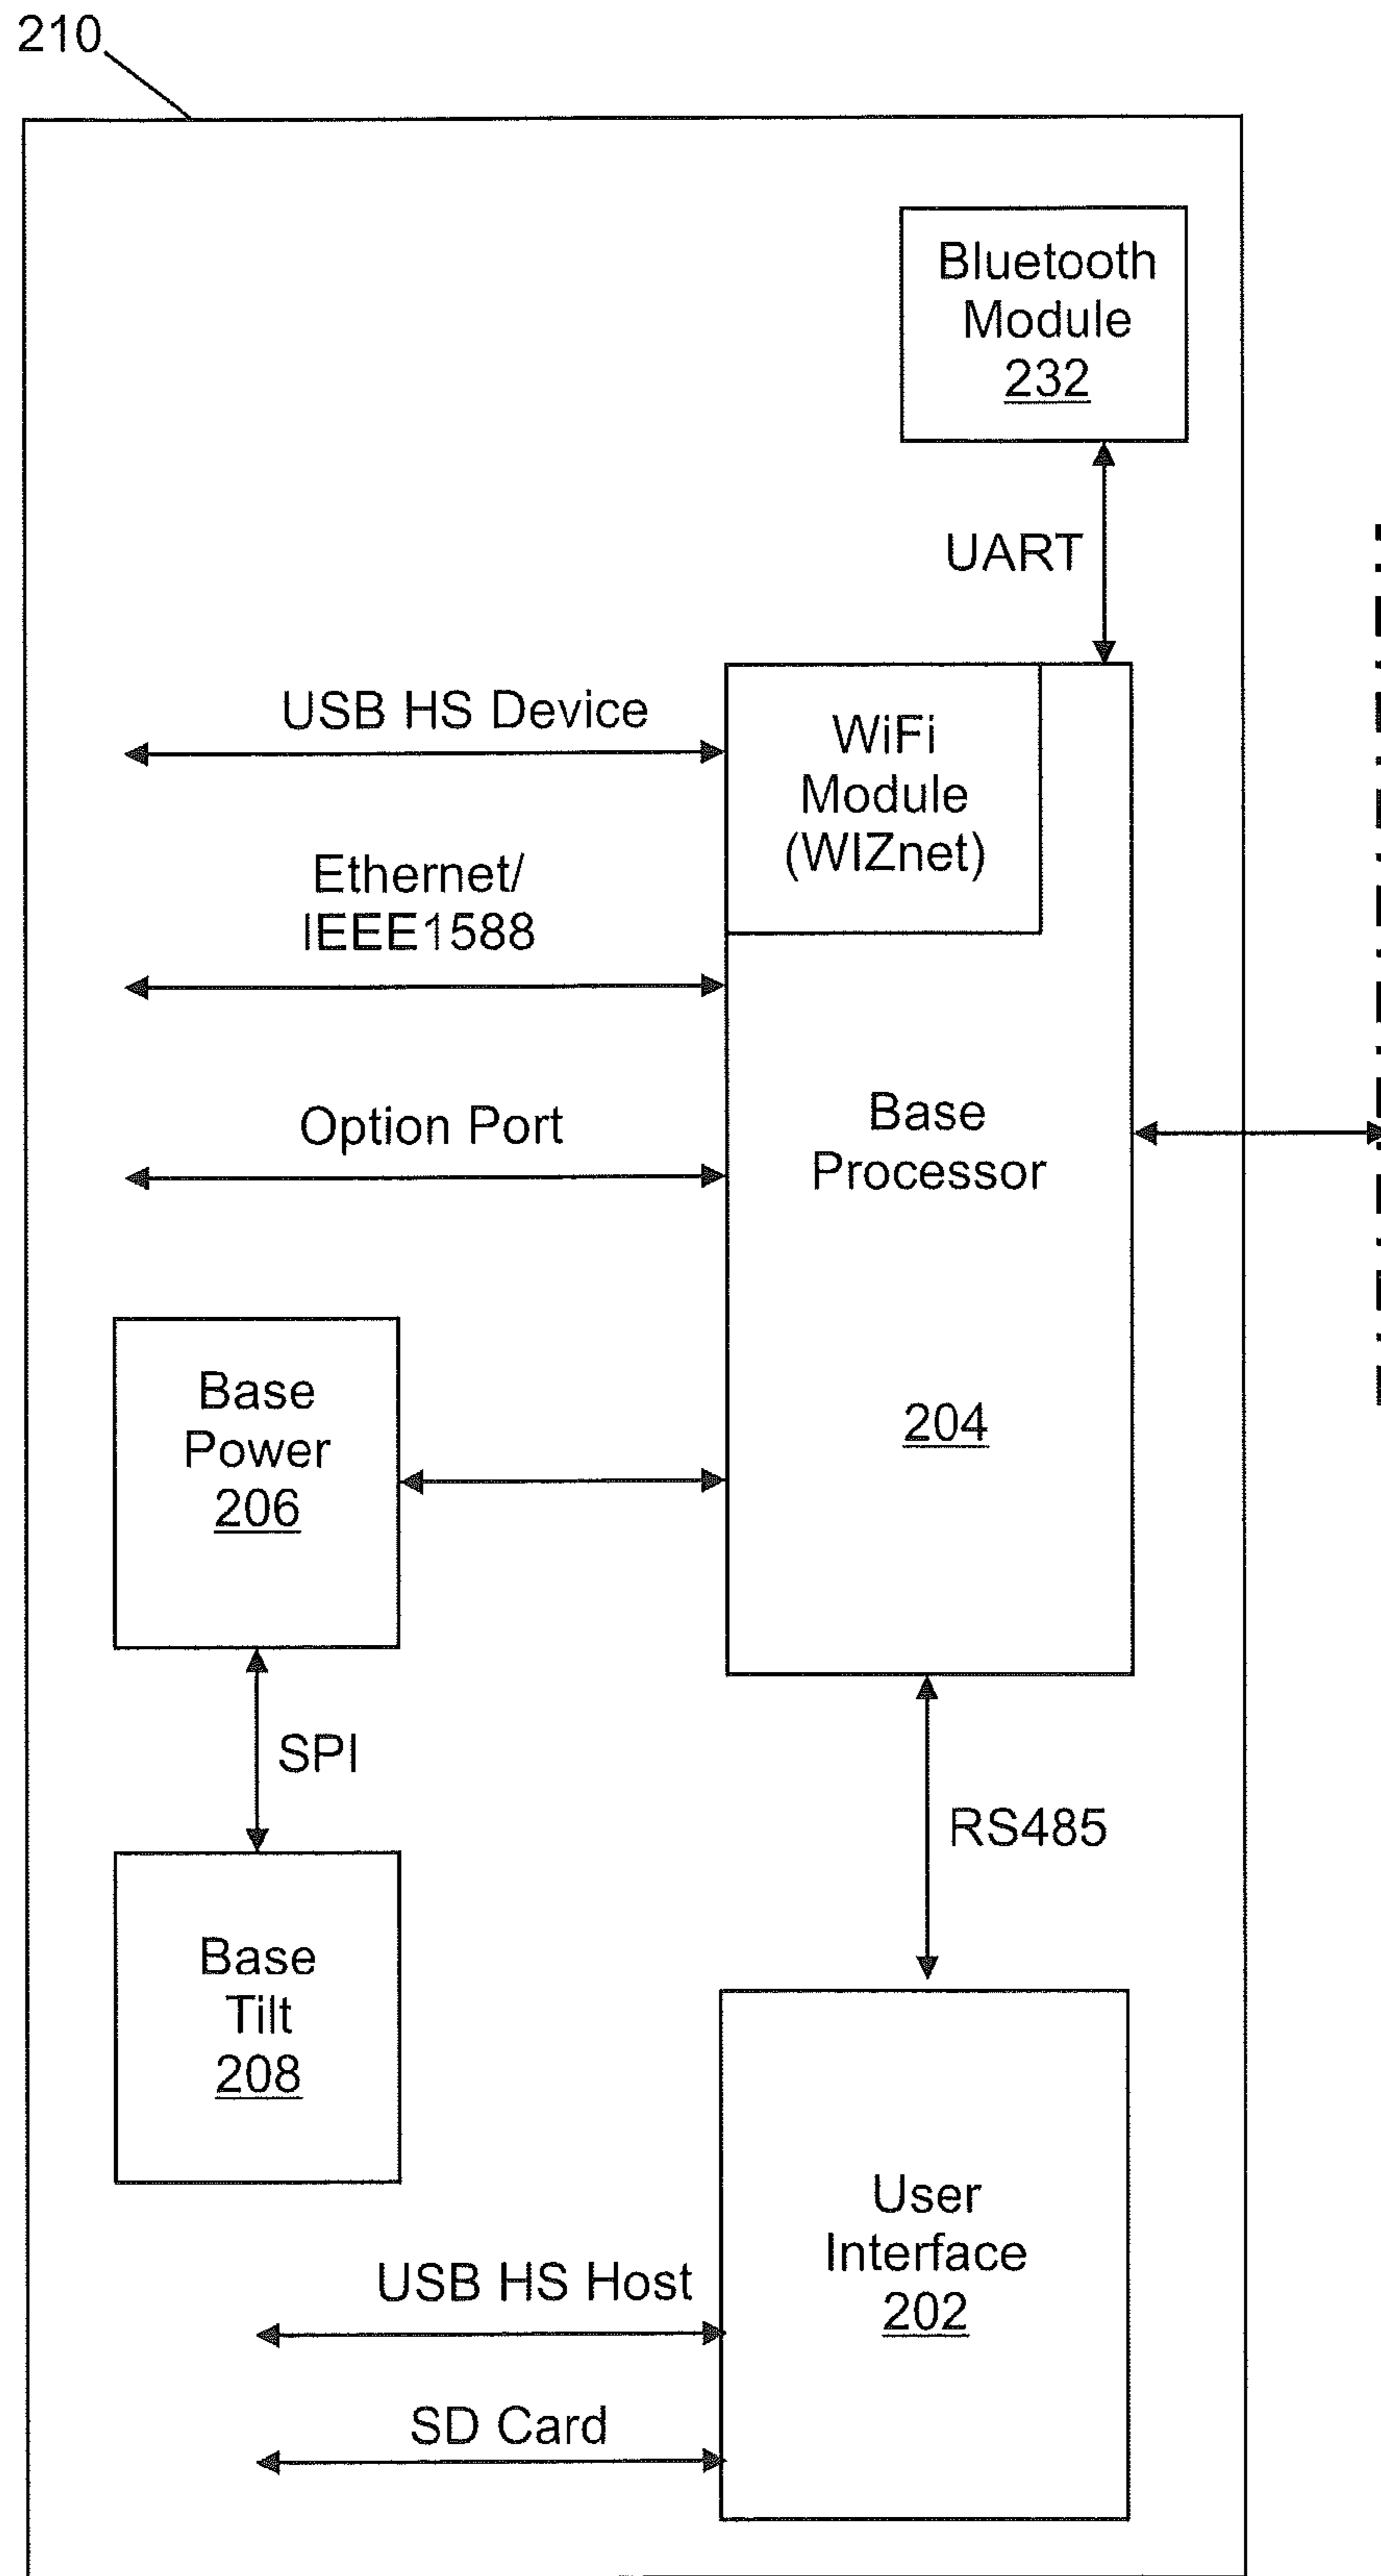 210
Bluetooth
Module
232
UART
USB HS Device
WiFi
Module
(WIZnet)
Ethernet/
IEEE1588
Option Port
Base
Processor
204
Base
Power
206
SPI
RS485
Base
Tilt
208
User
Interface
202
USB HS Host
SD Card